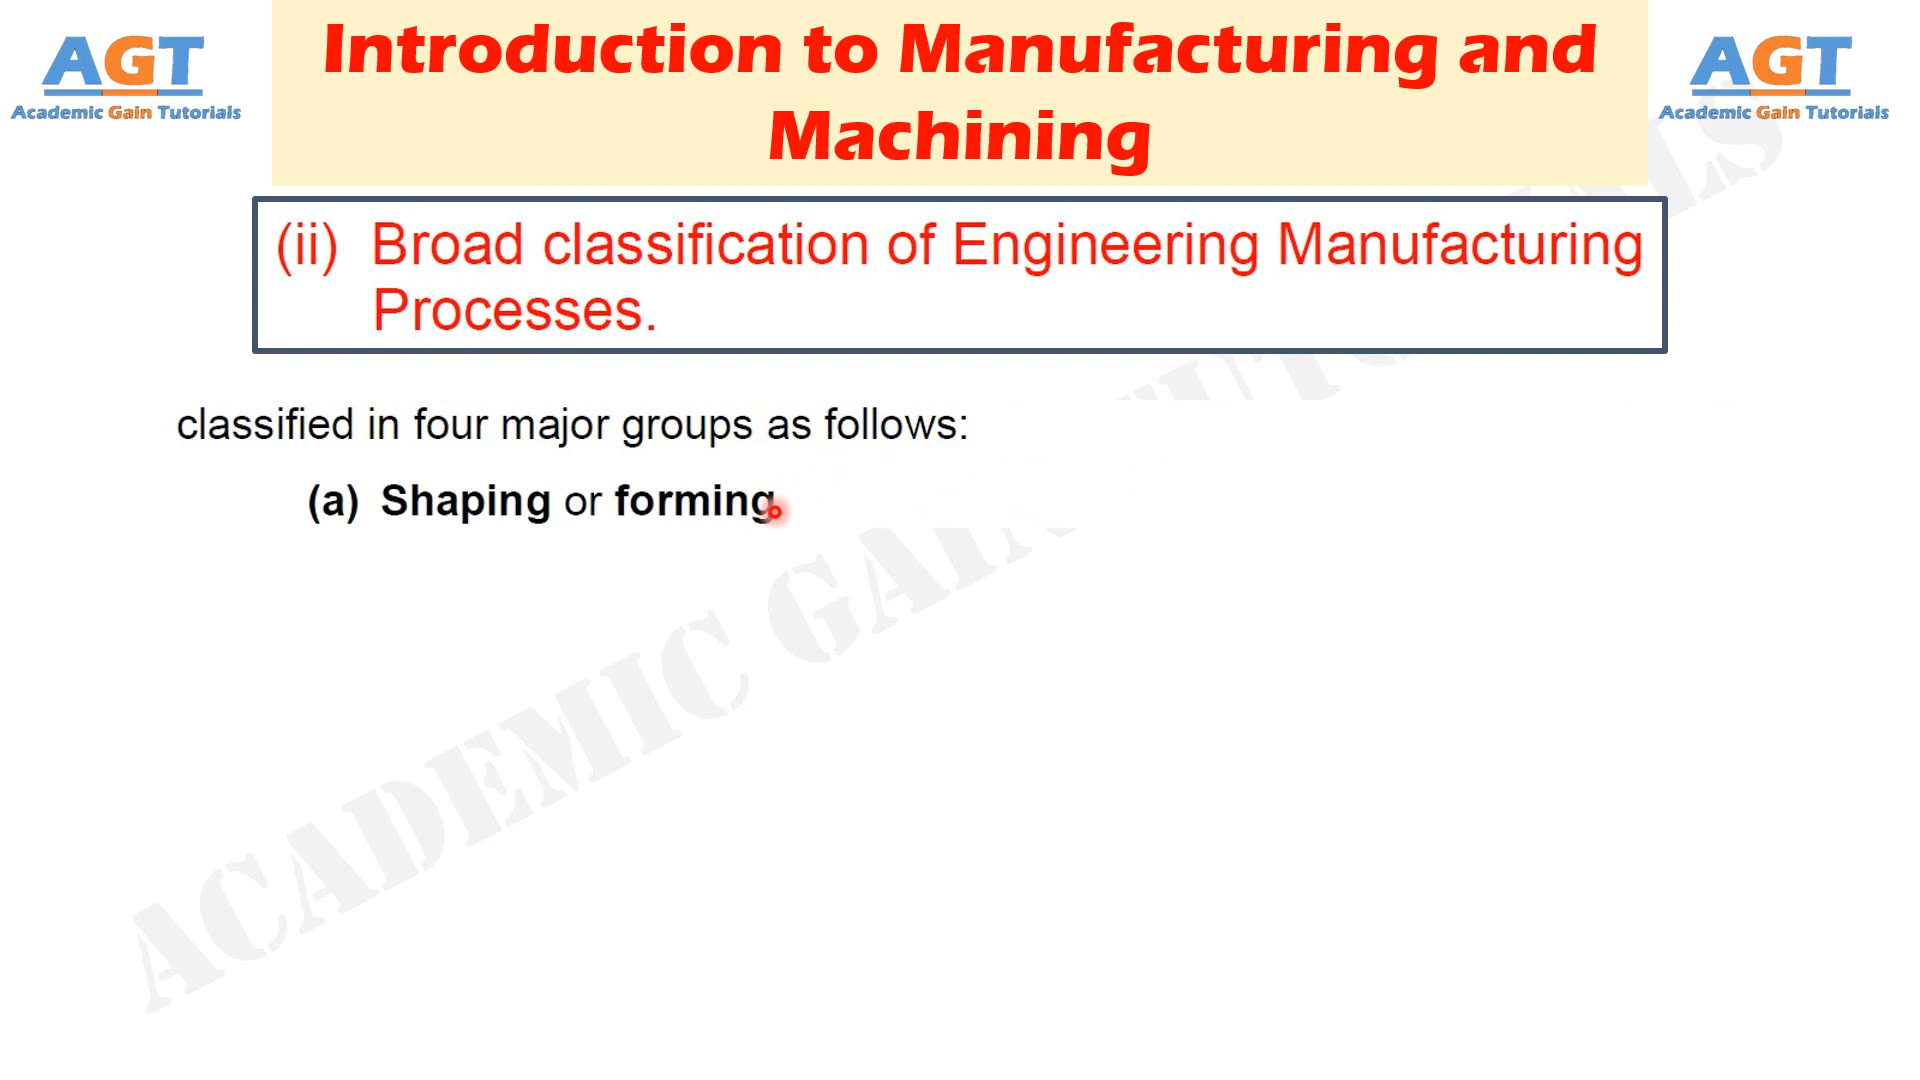 AGT
Academic Gain Tutorials
Introduction to Manufacturing and
Machining
AGT
Academic Gain Tutorials
(ii) Broad classification of Engineering Manufacturing
Processes.
classified in four major groups as follows:
(a) Shaping or forming
ACADEMIC GAIN TUTORIALS